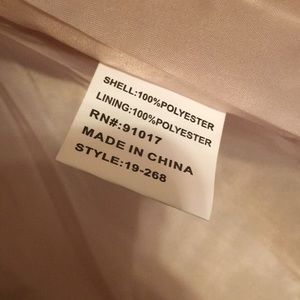 SHELL:100%POLYESTER
LINING:100%POLYESTER
RN#:91017
MADE IN CHINA
STYLE:19-268